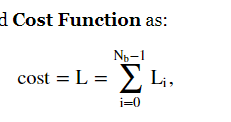 d Cost Function as:
N_b−1
cost = L = ∑ L_i,
i=0